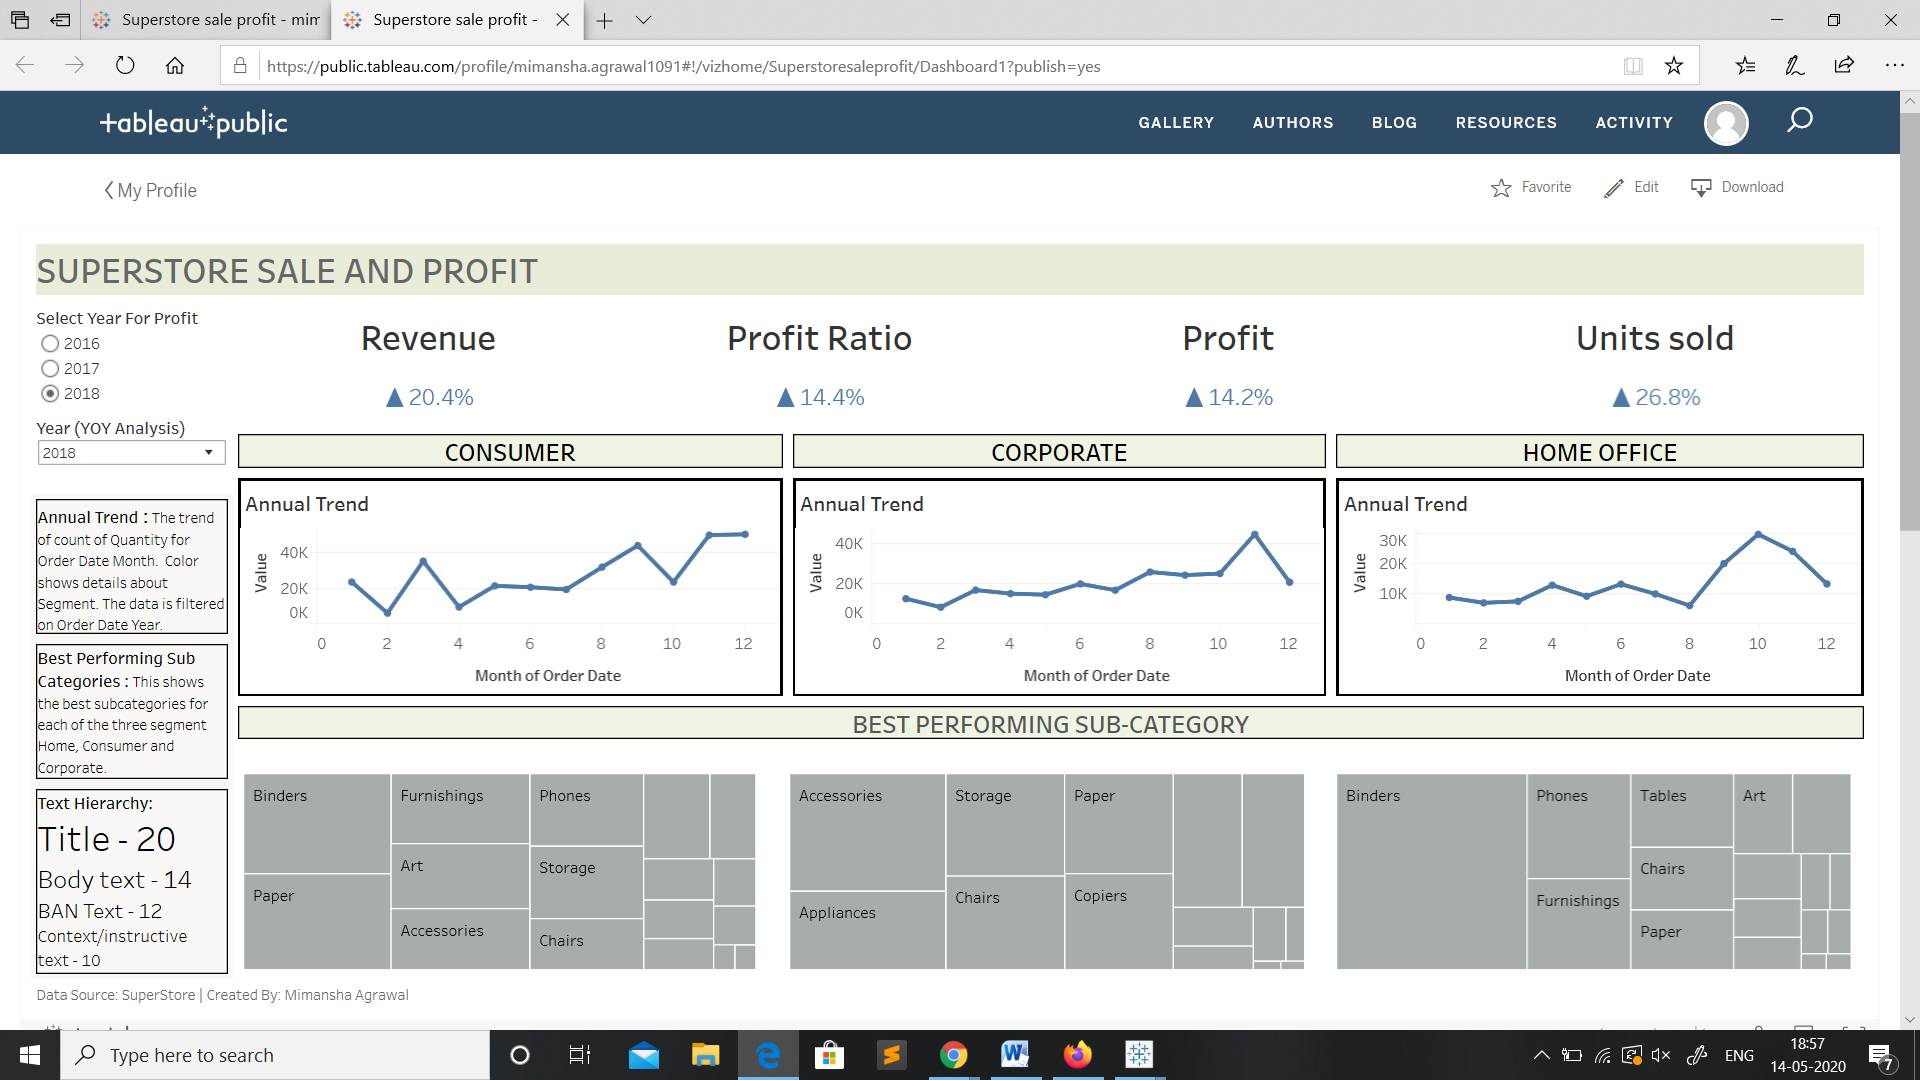 Superstore sale profit - mim
Superstore sale profit -
https://public.tableau.com/profile/mimansha.agrawal1091#!/vizhome/Superstoresaleprofit/Dashboard1?publish=yes
tableau public
GALLERY
AUTHORS
BLOG
RESOURCES
ACTIVITY
My Profile
Favorite
Edit
Download
SUPERSTORE SALE AND PROFIT
Select Year For Profit
2016
2017
2018
Year (YOY Analysis)
2018
Revenue
▲ 20.4%
Profit Ratio
▲ 14.4%
Profit
▲ 14.2%
Units sold
▲ 26.8%
Annual Trend : The trend
of count of Quantity for
Order Date Month. Color
shows details about
Segment. The data is filtered
on Order Date Year.
Best Performing Sub
Categories : This shows
the best subcategories for
each of the three segment
Home, Consumer and
Corporate.
Text Hierarchy:
Title - 20
Body text - 14
BAN Text - 12
Context/instructive
text - 10
CONSUMER
Annual Trend
Value
40K
20K
0K
0 2 4 6 8 10 12
Month of Order Date
CORPORATE
Annual Trend
Value
40K
20K
0K
0 2 4 6 8 10 12
Month of Order Date
HOME OFFICE
Annual Trend
Value
30K
20K
10K
0 2 4 6 8 10 12
Month of Order Date
BEST PERFORMING SUB-CATEGORY
Binders
Paper
Furnishings
Art
Accessories
Phones
Storage
Chairs
Accessories
Appliances
Storage
Chairs
Paper
Copiers
Binders
Phones
Furnishings
Tables
Chairs
Paper
Art
Data Source: SuperStore | Created By: Mimansha Agrawal
Type here to search
ENG
18:57
14-05-2020
7